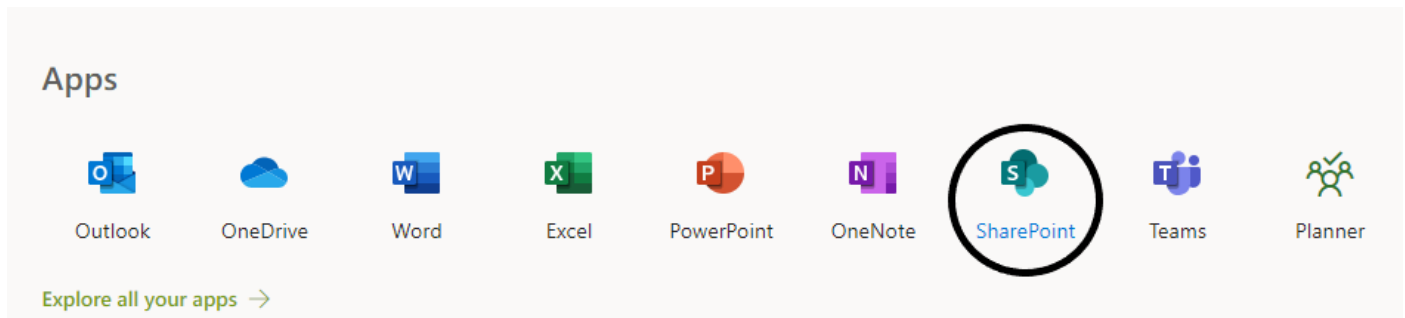 Apps
Outlook OneDrive Word Excel PowerPoint OneNote SharePoint Teams Planner
Explore all your apps →